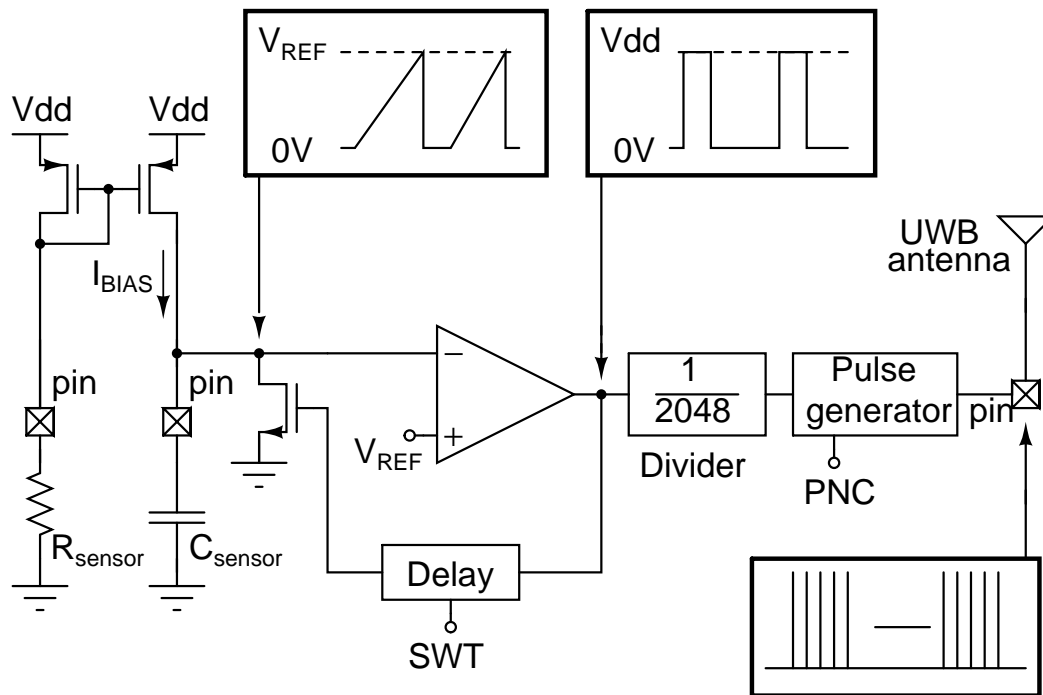 V_REF
0V
Vdd
0V
Vdd
Vdd
I_BIAS
UWB
antenna
pin
pin
−
+
V_REF
1
2048
Divider
Pulse
generator
pin
PNC
R_sensor
C_sensor
Delay
SWT